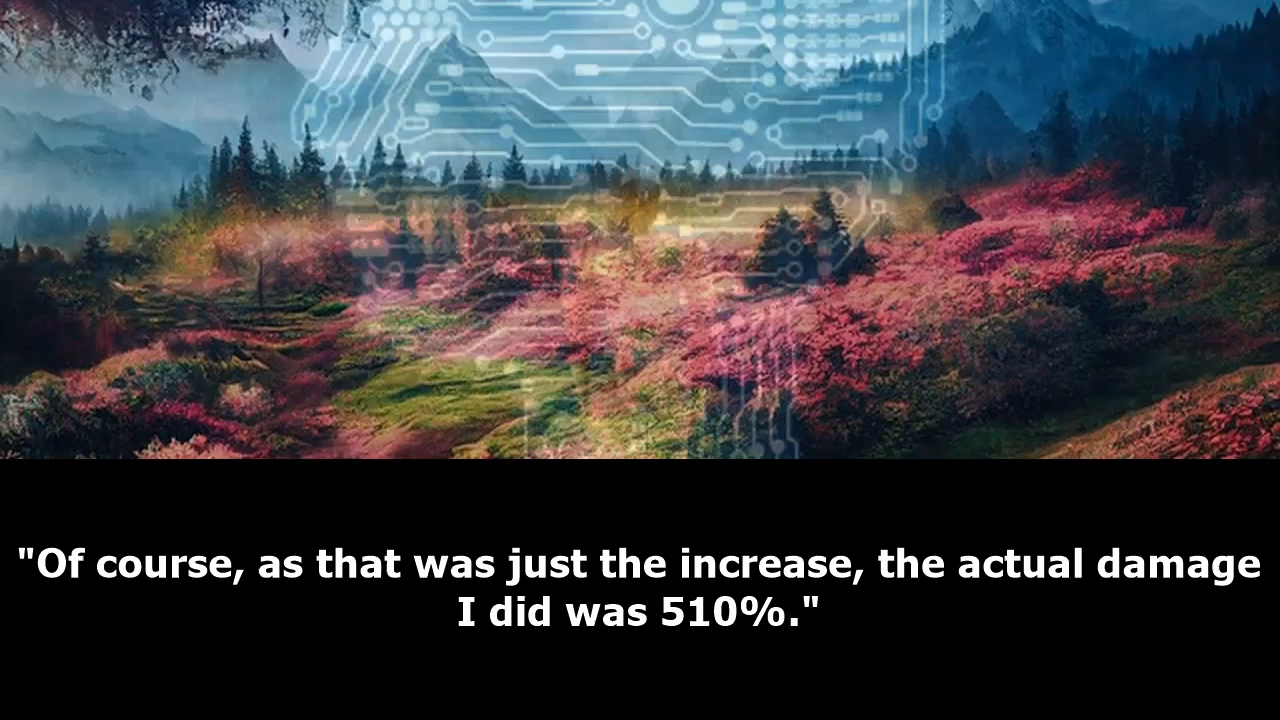 "Of course, as that was just the increase, the actual damage
I did was 510%."